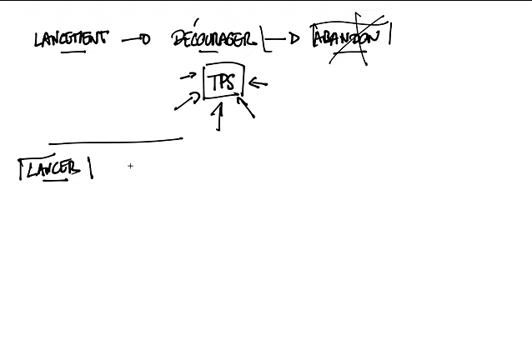 LANCEMENT → DÉCOURAGER → ABANDON
TPS
LANCER